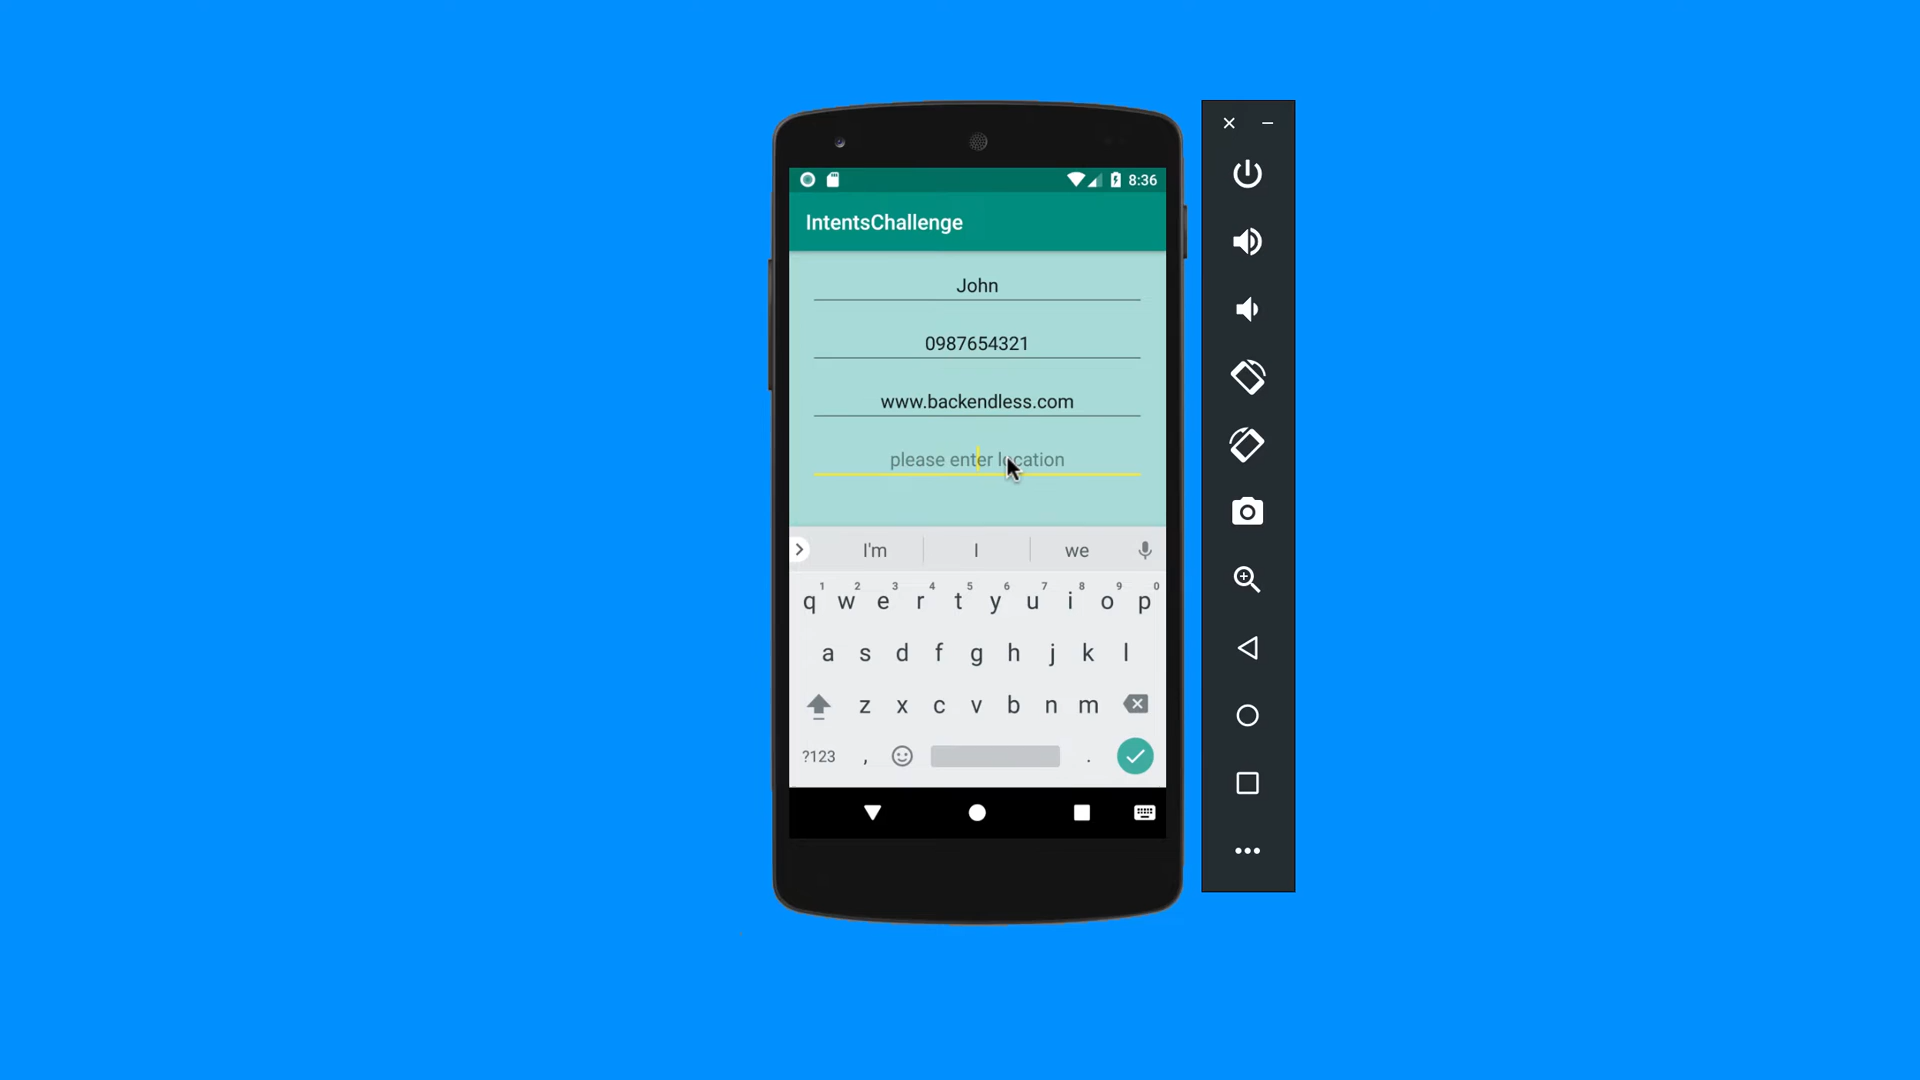 8:36
IntentsChallenge
John
0987654321
www.backendless.com
please enter location
I'm I we
1 2 3 4 5 6 7 8 9 0
q w e r t y u i o p
a s d f g h j k l
z x c v b n m
?123 , .